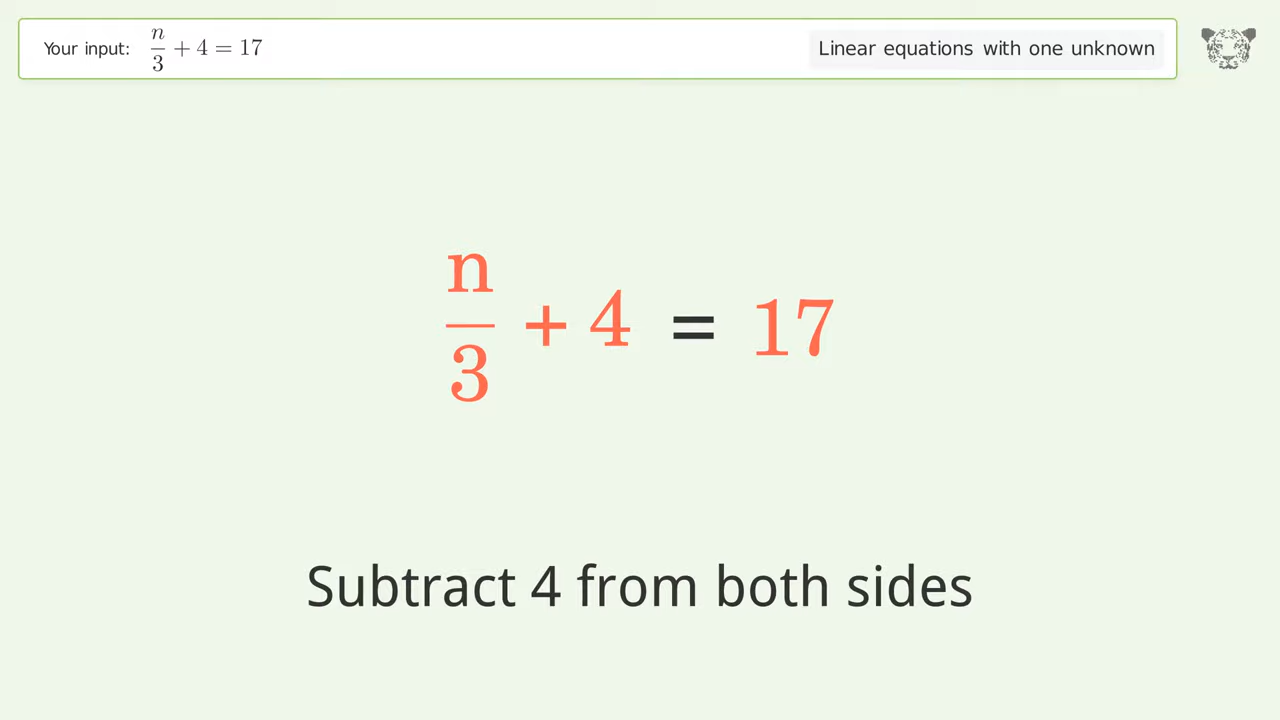 Your input: n/3 + 4 = 17
Linear equations with one unknown
n/3 + 4 = 17
Subtract 4 from both sides